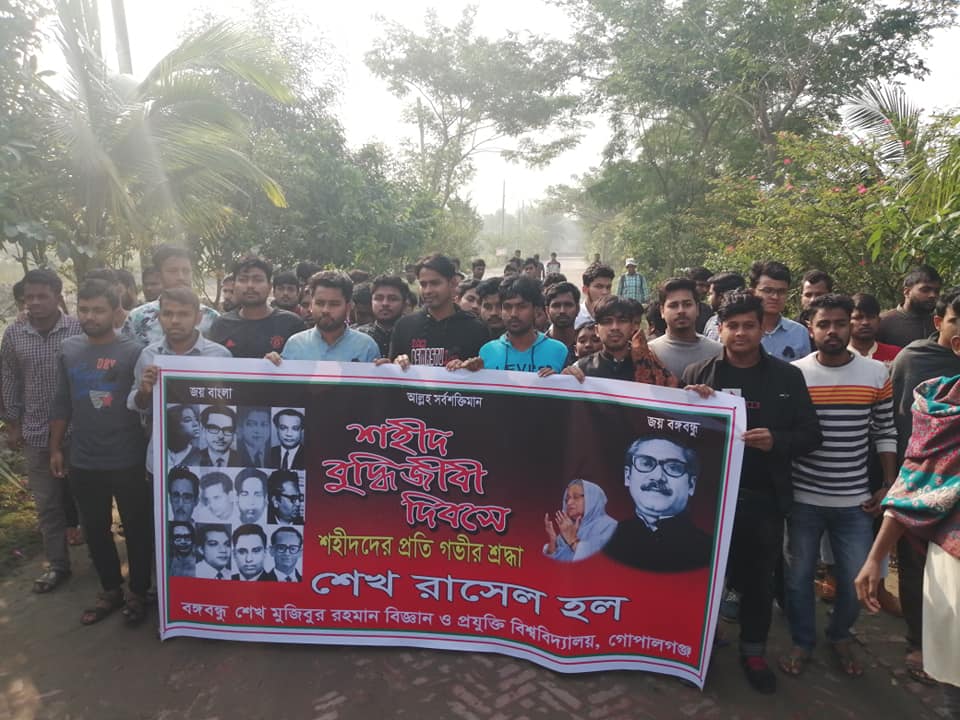 জয় বাংলা
আল্লহ সর্বশক্তিমান
জয় বঙ্গবন্ধু
শহীদ
বুদ্ধিজীবী
দিবসে
শহীদদের প্রতি গভীর শ্রদ্ধা
শেখ রাসেল হল
বঙ্গবন্ধু শেখ মুজিবুর রহমান বিজ্ঞান ও প্রযুক্তি বিশ্ববিদ্যালয়, গোপালগঞ্জ